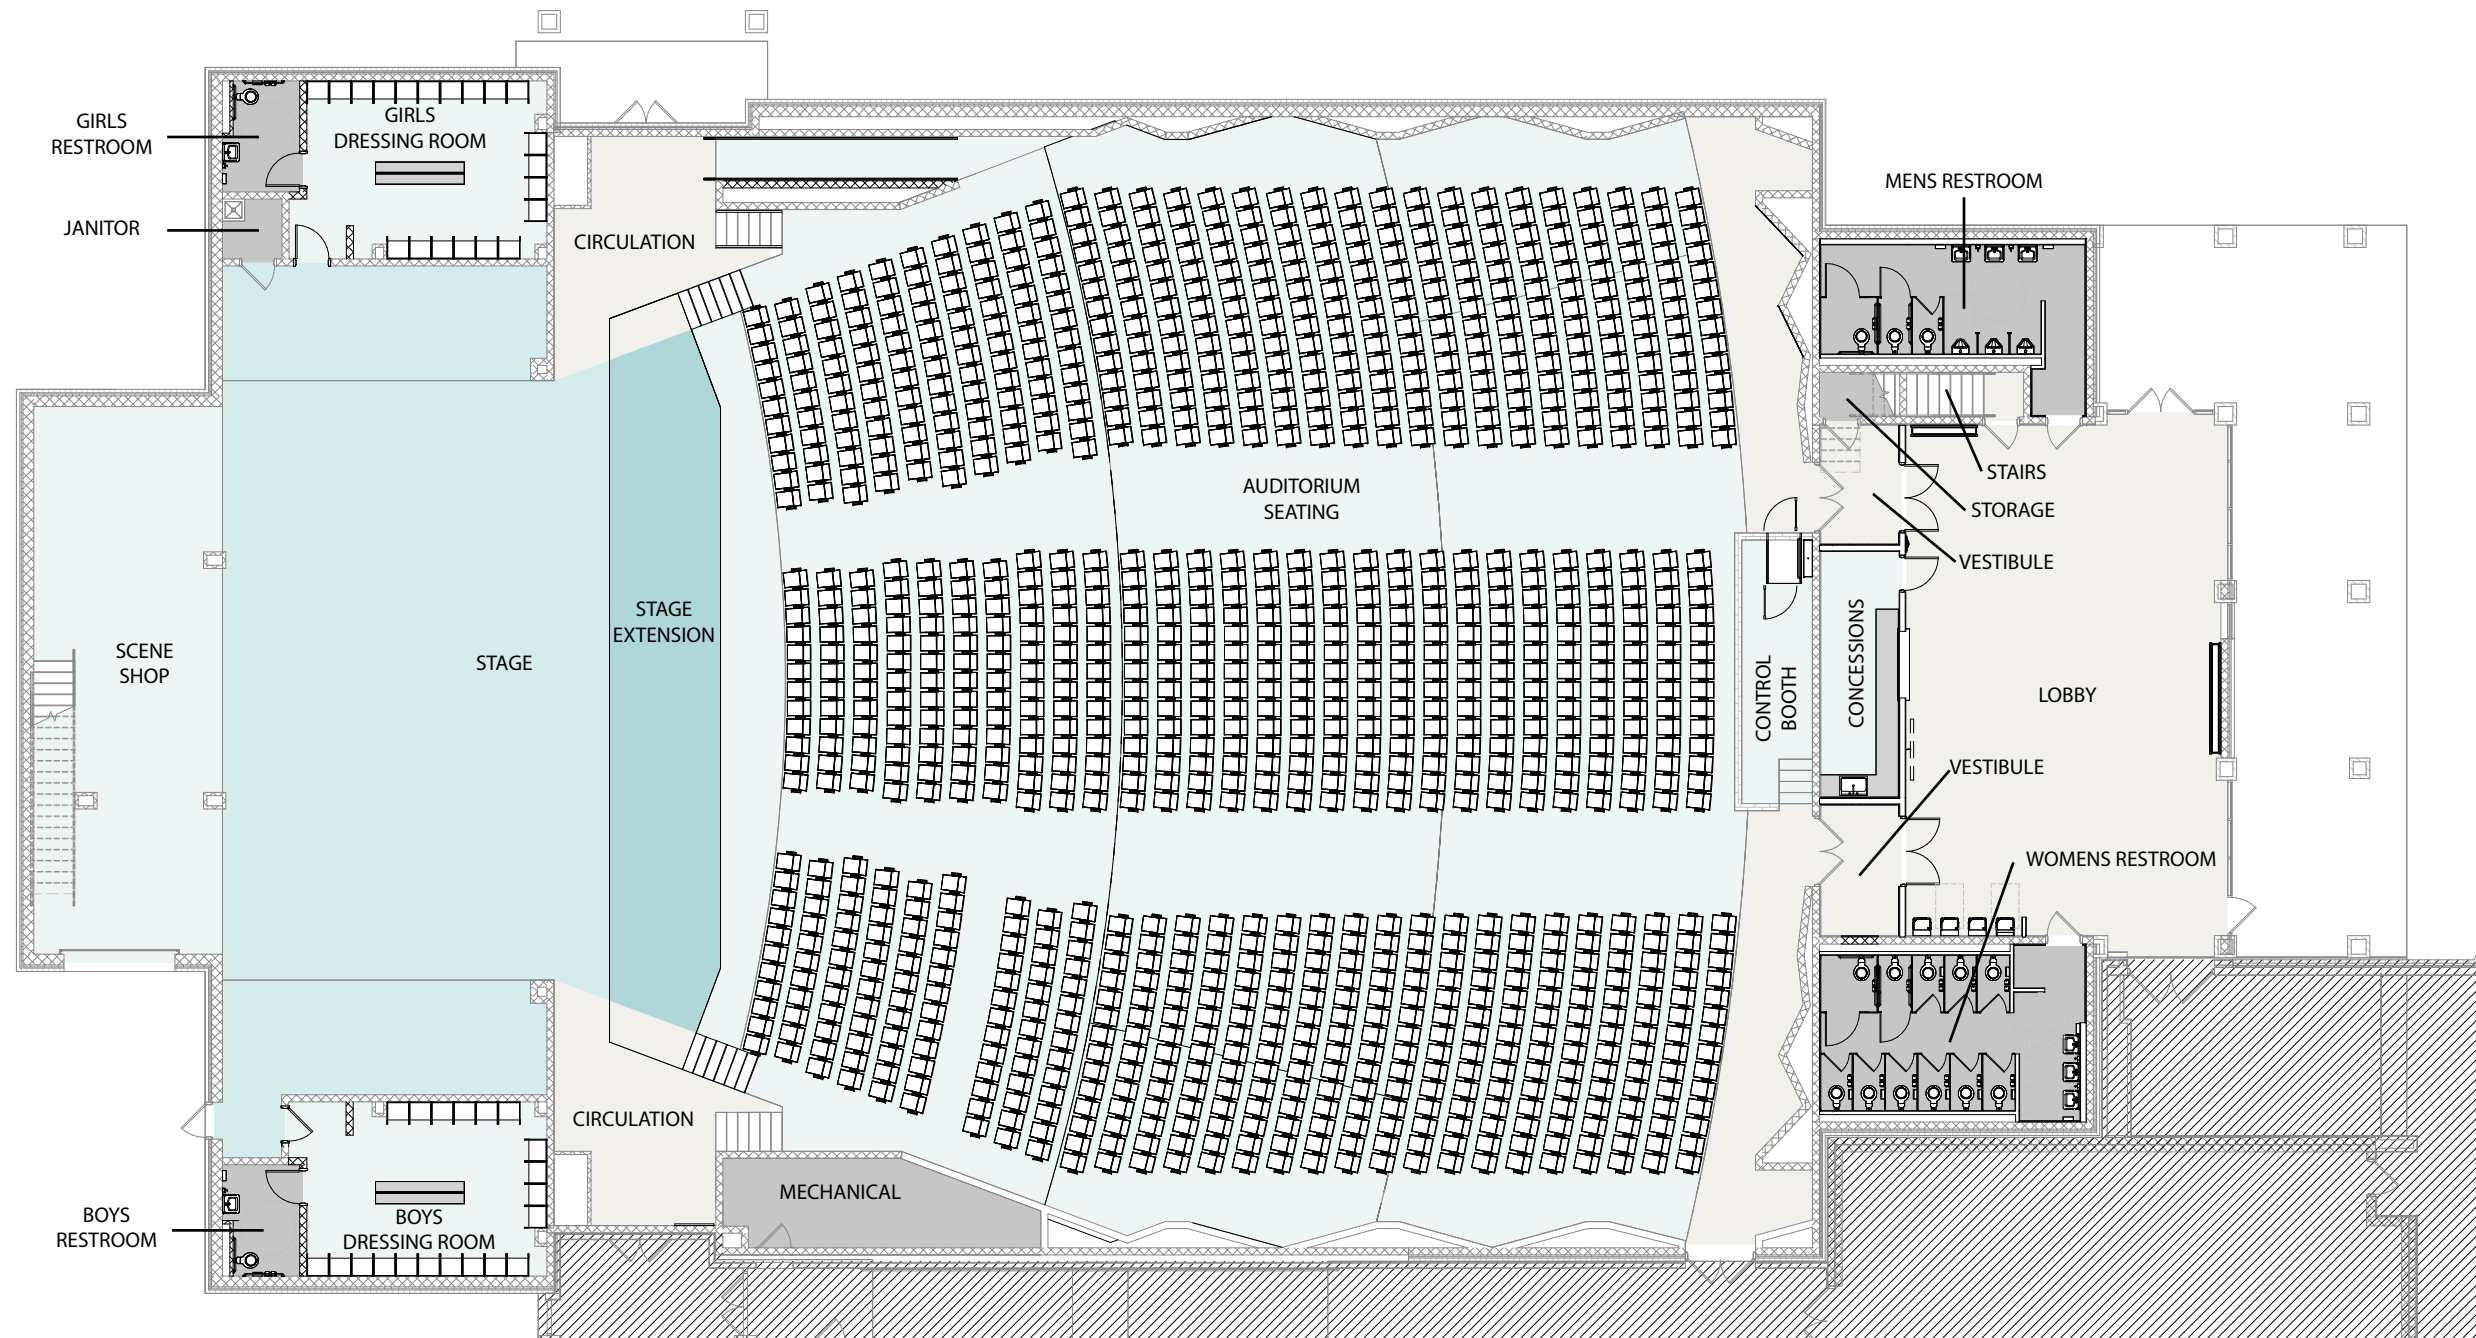 GIRLS
RESTROOM
GIRLS
DRESSING ROOM
JANITOR
CIRCULATION
MENS RESTROOM
AUDITORIUM
SEATING
STAIRS
STORAGE
VESTIBULE
SCENE
SHOP
STAGE
STAGE
EXTENSION
CONTROL
BOOTH
CONCESSIONS
LOBBY
VESTIBULE
WOMENS RESTROOM
CIRCULATION
MECHANICAL
BOYS
RESTROOM
BOYS
DRESSING ROOM